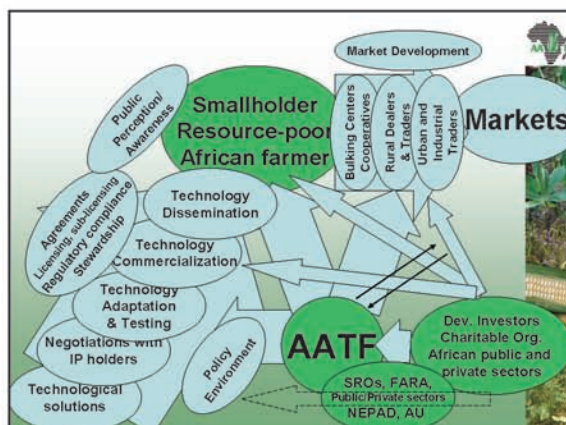 AA
Market Development
Public
Perception/
Awareness
Smallholder
Resource-poor
African farmer
Bulking Centers
Cooperatives
Rural Dealers
& Traders
Urban and
Industrial
Traders
Markets
Agreements
Licensing, sub-licensing
Regulatory compliance
Stewardship
Technology
Dissemination
Technology
Commercialization
Technology
Adaptation
& Testing
Negotiations with
IP holders
Technological
solutions
Policy
Environment
AATF
Dev. Investors
Charitable Org.
African public and
private sectors
SROs, FARA,
Public/Private sectors
NEPAD, AU